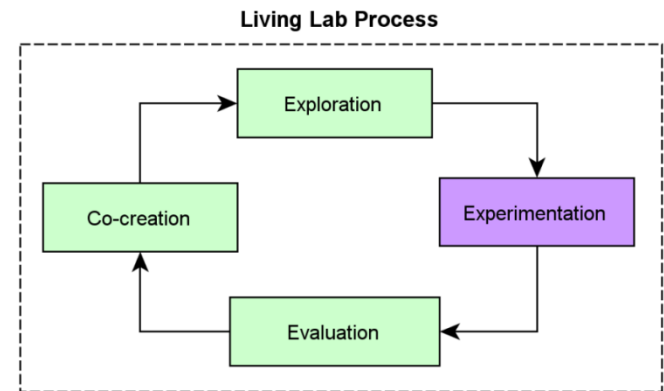 Living Lab Process
Exploration
Co-creation
Experimentation
Evaluation